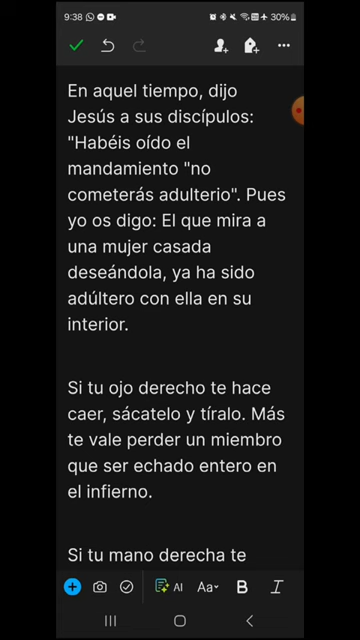 9:38
30%
En aquel tiempo, dijo
Jesús a sus discípulos:
"Habéis oído el
mandamiento "no
cometerás adulterio". Pues
yo os digo: El que mira a
una mujer casada
deseándola, ya ha sido
adúltero con ella en su
interior.
Si tu ojo derecho te hace
caer, sácatelo y tíralo. Más
te vale perder un miembro
que ser echado entero en
el infierno.
Si tu mano derecha te
AI Aa B I